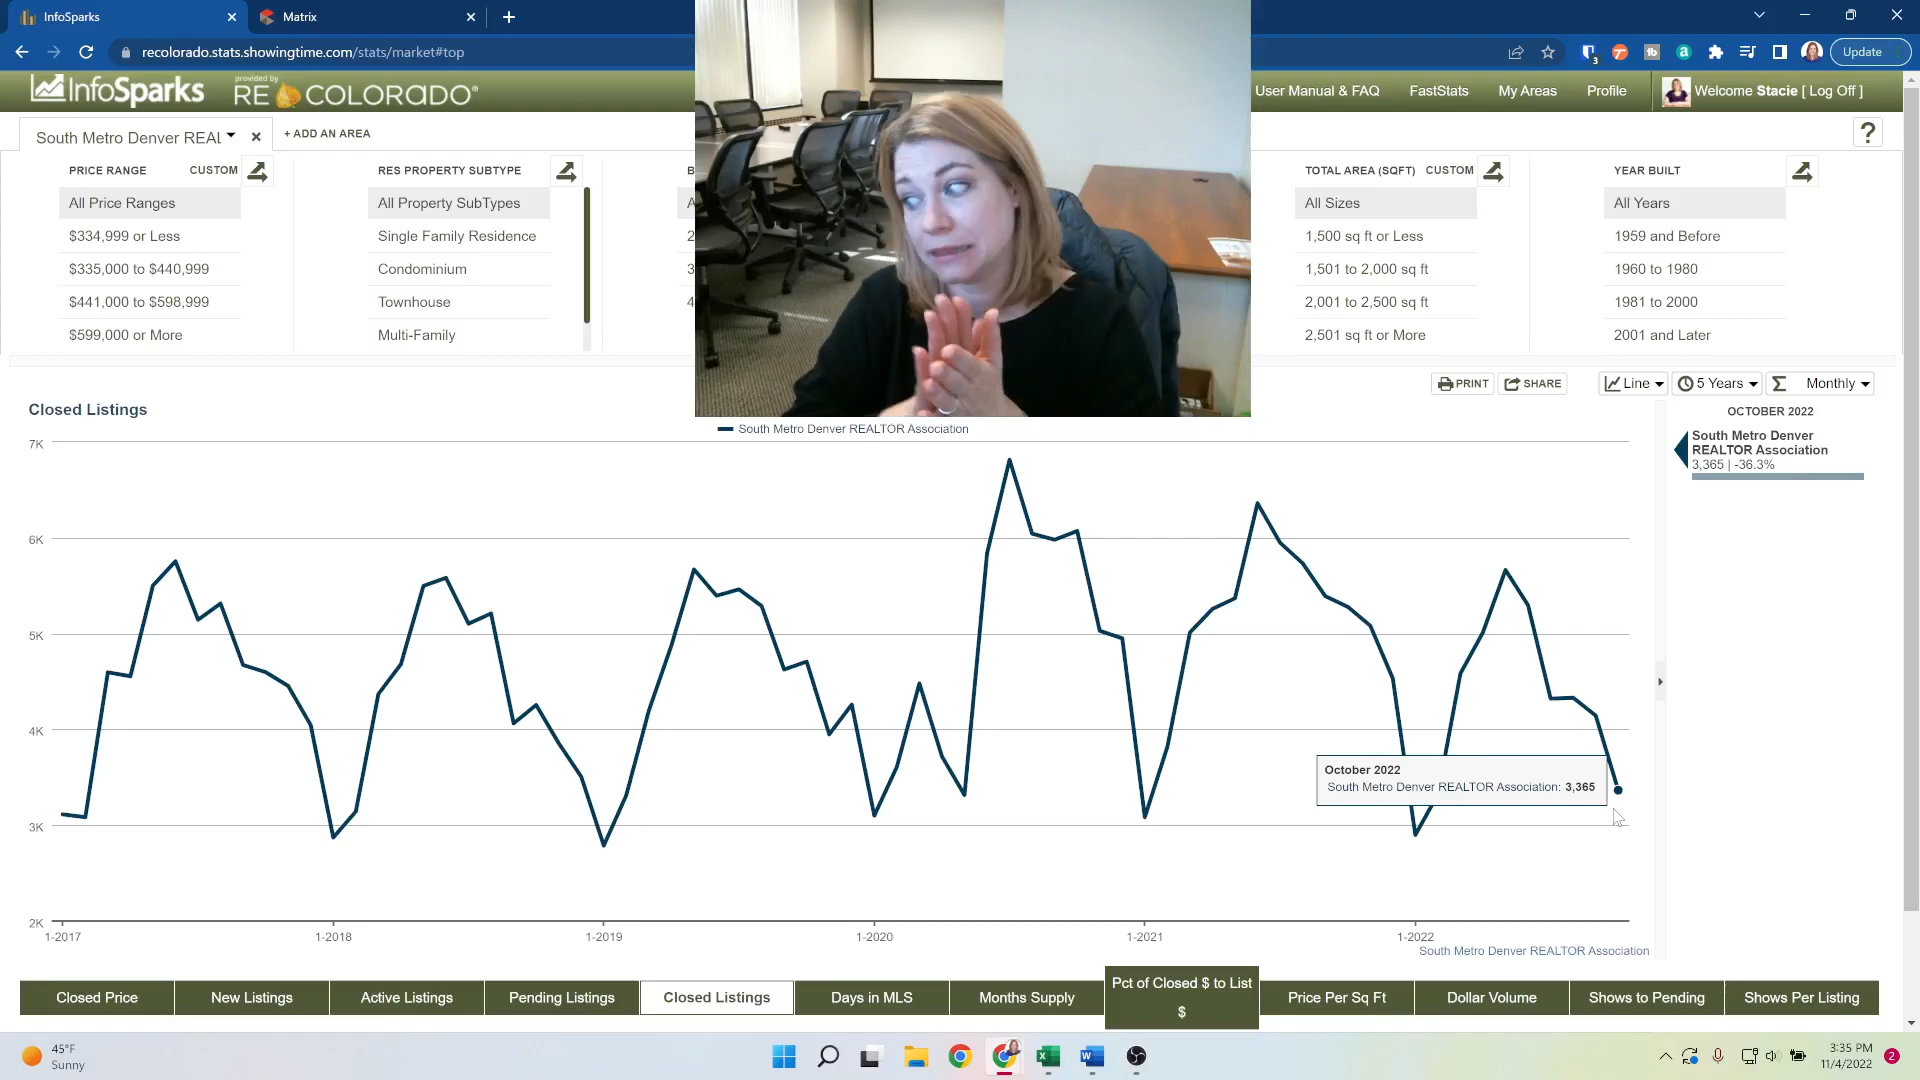 InfoSparks
Matrix
recolorado.stats.showingtime.com/stats/market#top
3
tb
a
Update
InfoSparks
provided by
RECOLORADO®
User Manual & FAQ
FastStats
My Areas
Profile
Welcome Stacie [ Log Off ]
South Metro Denver REAL
+ ADD AN AREA
?
PRICE RANGE CUSTOM
All Price Ranges
$334,999 or Less
$335,000 to $440,999
$441,000 to $598,999
$599,000 or More
RES PROPERTY SUBTYPE
All Property SubTypes
Single Family Residence
Condominium
Townhouse
Multi-Family
B
A
2
3
4
TOTAL AREA (SQFT) CUSTOM
All Sizes
1,500 sq ft or Less
1,501 to 2,000 sq ft
2,001 to 2,500 sq ft
2,501 sq ft or More
YEAR BUILT
All Years
1959 and Before
1960 to 1980
1981 to 2000
2001 and Later
PRINT
SHARE
Line
5 Years
Σ Monthly
Closed Listings
South Metro Denver REALTOR Association
OCTOBER 2022
South Metro Denver
REALTOR Association
3,365 | -36.3%
7K
6K
5K
4K
3K
2K
October 2022
South Metro Denver REALTOR Association: 3,365
1-2017
1-2018
1-2019
1-2020
1-2021
1-2022
South Metro Denver REALTOR Association
Closed Price
New Listings
Active Listings
Pending Listings
Closed Listings
Days in MLS
Months Supply
Pct of Closed $ to List
$
Price Per Sq Ft
Dollar Volume
Shows to Pending
Shows Per Listing
45°F
Sunny
3:35 PM
11/4/2022
2